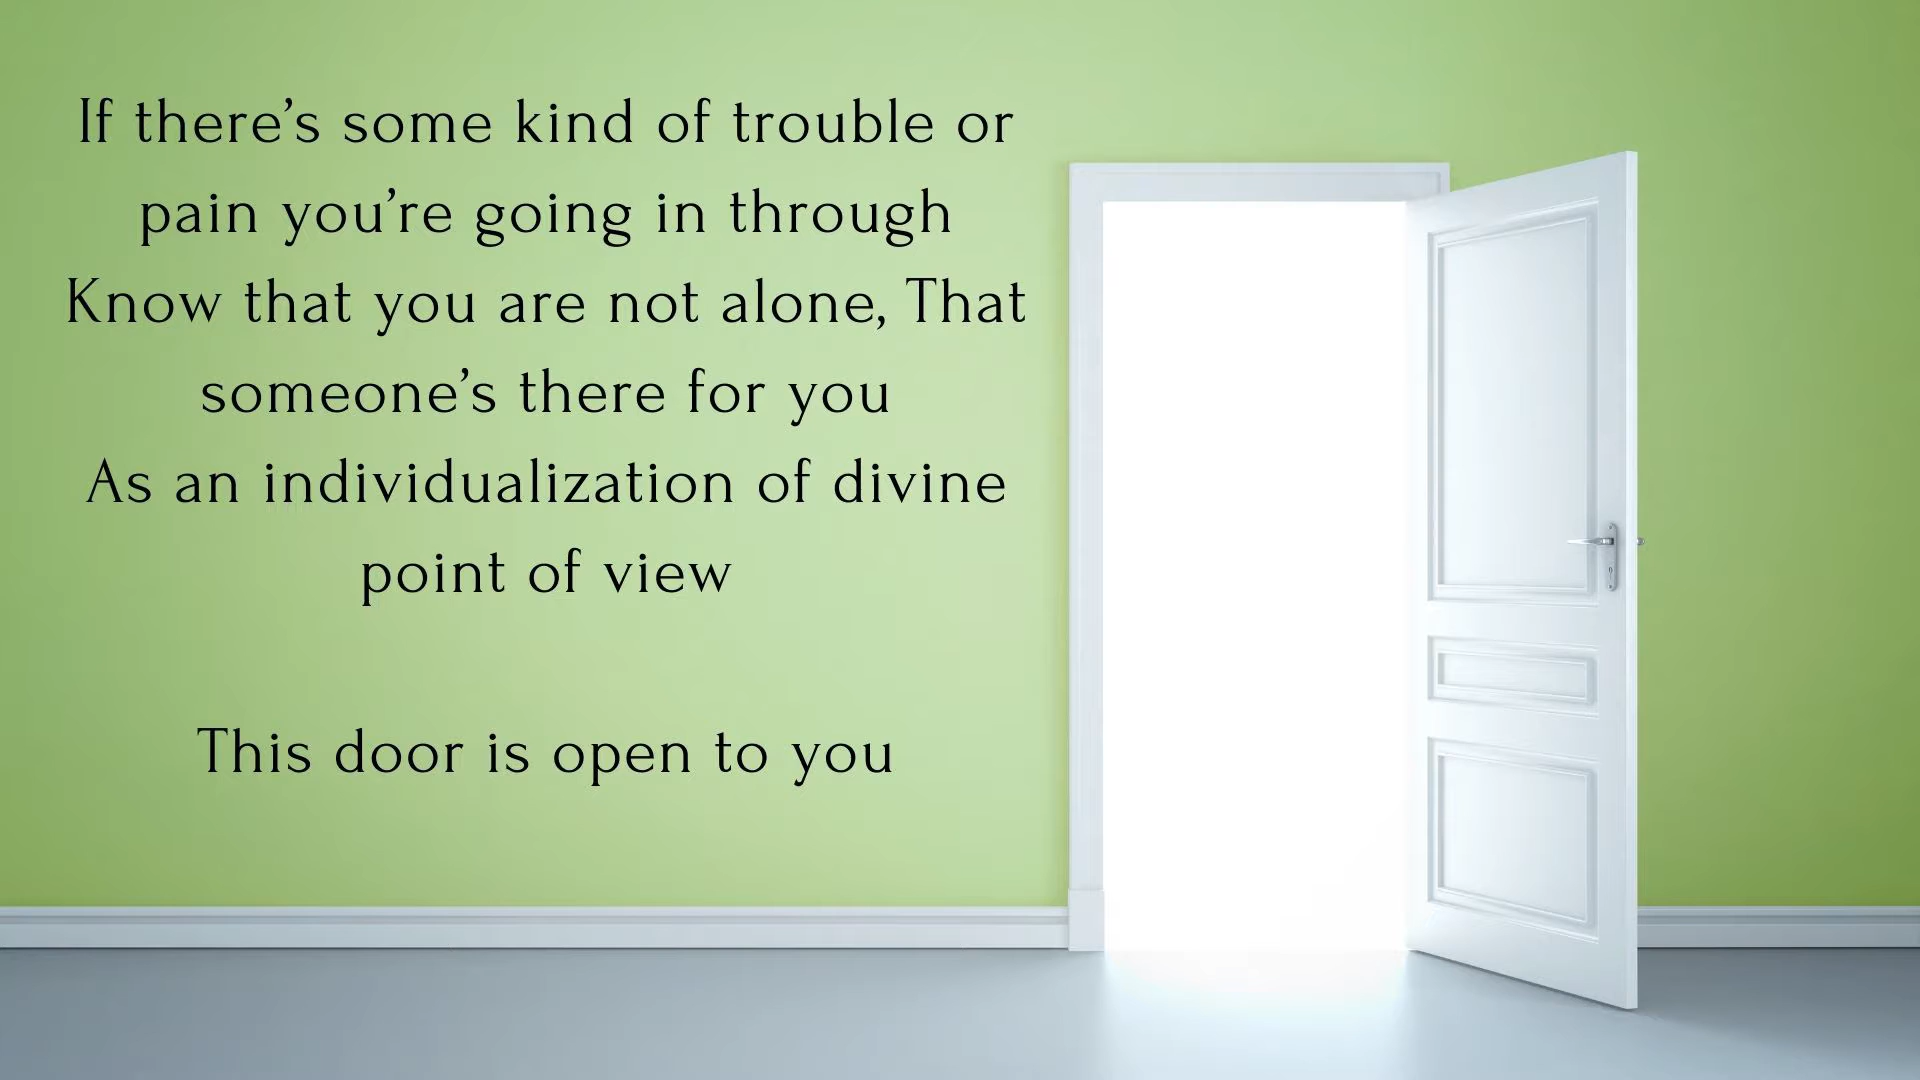 If there’s some kind of trouble or
pain you’re going in through
Know that you are not alone, That
someone’s there for you
As an individualization of divine
point of view
This door is open to you